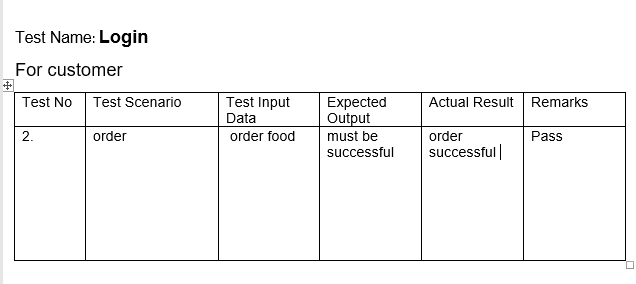 Test Name: Login
For customer
Test No Test Scenario Test Input Data Expected Output Actual Result Remarks
2. order order food must be successful order successful Pass